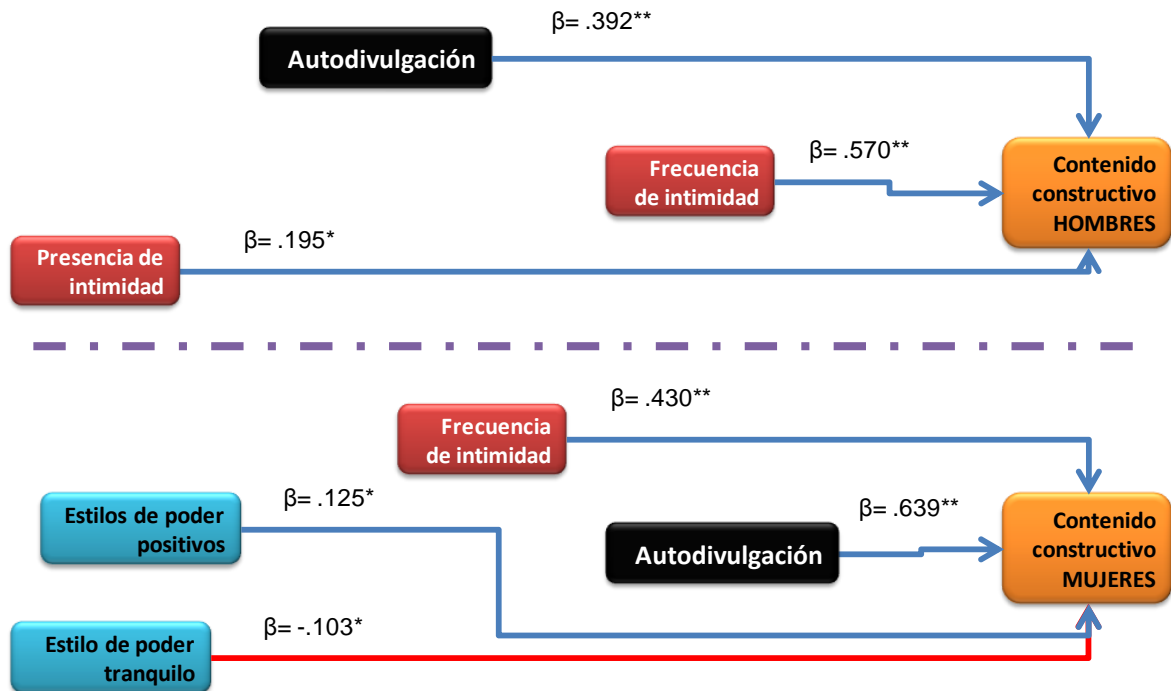 β= .392**
Autodivulgación
β= .570**
Frecuencia
de intimidad
Contenido
constructivo
HOMBRES
β= .195*
Presencia de
intimidad
β= .430**
Frecuencia
de intimidad
β= .125*
Estilos de poder
positivos
β= .639**
Autodivulgación
Contenido
constructivo
MUJERES
β= -.103*
Estilo de poder
tranquilo